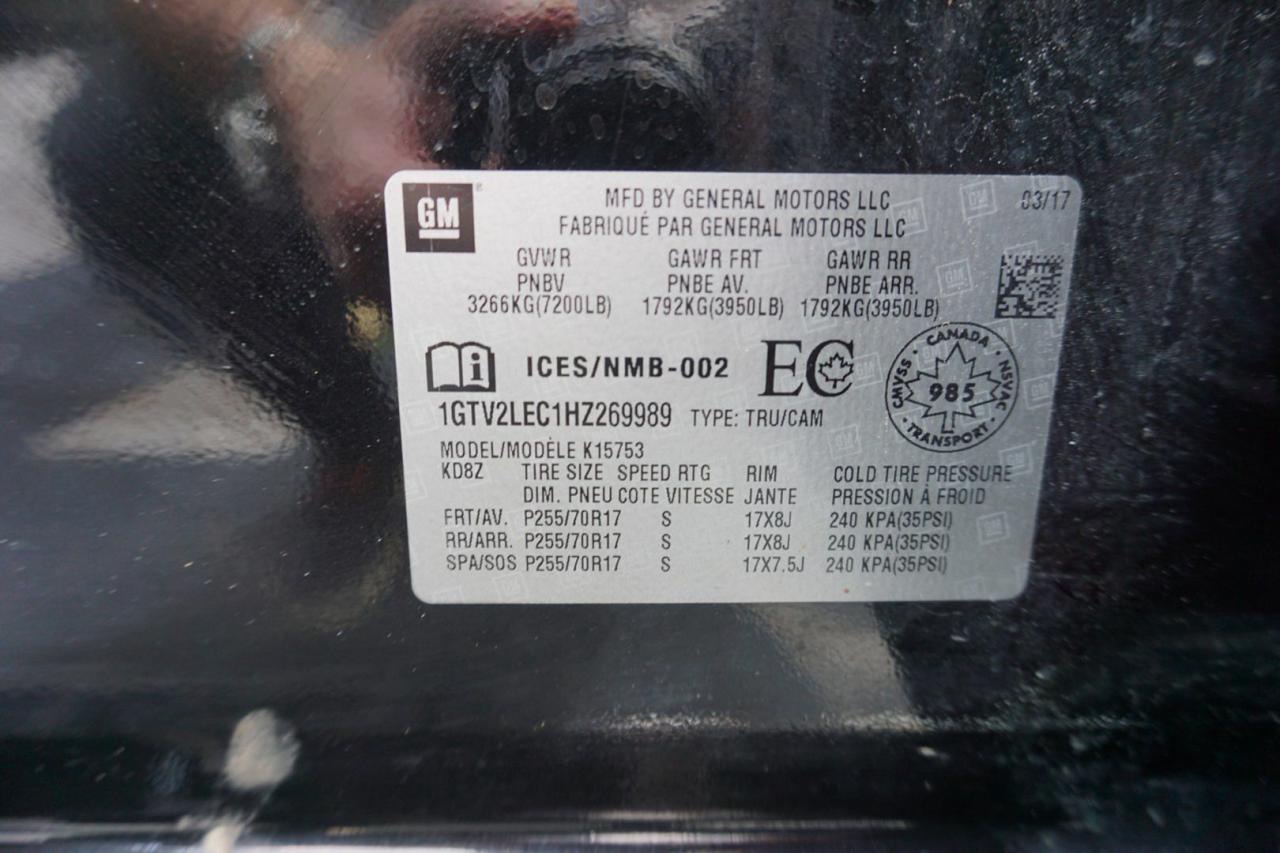 GM
MFD BY GENERAL MOTORS LLC 03/17
FABRIQUÉ PAR GENERAL MOTORS LLC
GVWR GAWR FRT GAWR RR
PNBV PNBE AV. PNBE ARR.
3266KG(7200LB) 1792KG(3950LB) 1792KG(3950LB)
i ICES/NMB-002 EC
CANADA
CMVSS 985 NSVAC
TRANSPORT
1GTV2LEC1HZ269989 TYPE: TRU/CAM
MODEL/MODÈLE K15753
KD8Z TIRE SIZE SPEED RTG RIM COLD TIRE PRESSURE
DIM. PNEU COTE VITESSE JANTE PRESSION À FROID
FRT/AV. P255/70R17 S 17X8J 240 KPA(35PSI)
RR/ARR. P255/70R17 S 17X8J 240 KPA(35PSI)
SPA/SOS P255/70R17 S 17X7.5J 240 KPA(35PSI)